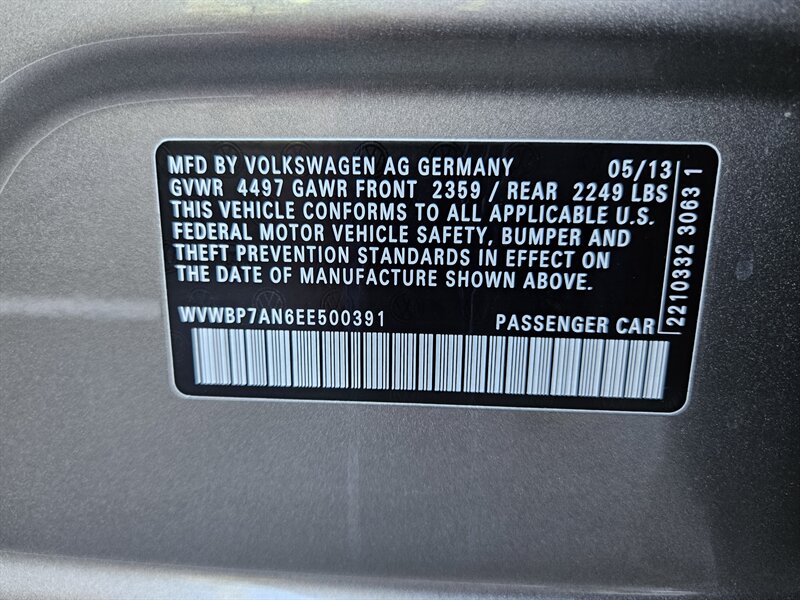 MFD BY VOLKSWAGEN AG GERMANY 05/13
GVWR 4497 GAWR FRONT 2359 / REAR 2249 LBS
THIS VEHICLE CONFORMS TO ALL APPLICABLE U.S.
FEDERAL MOTOR VEHICLE SAFETY, BUMPER AND
THEFT PREVENTION STANDARDS IN EFFECT ON
THE DATE OF MANUFACTURE SHOWN ABOVE.
WVWBP7AN6EE500391 PASSENGER CAR
2210332 3063 1